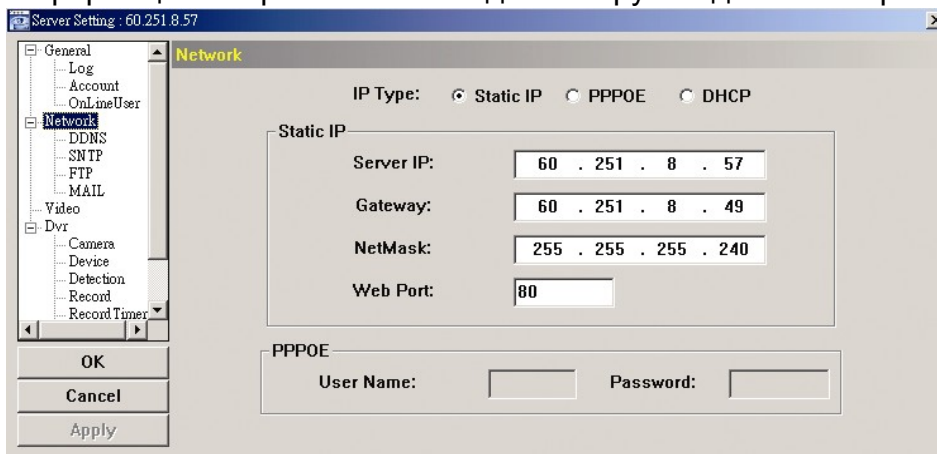 Server Setting : 60.251.8.57
General
Log
Account
OnLineUser
Network
DDNS
SNTP
FTP
MAIL
Video
Dvr
Camera
Device
Detection
Record
Record Timer
OK
Cancel
Apply
Network
IP Type: Static IP PPPOE DHCP
Static IP
Server IP: 60 . 251 . 8 . 57
Gateway: 60 . 251 . 8 . 49
NetMask: 255 . 255 . 255 . 240
Web Port: 80
PPPOE
User Name: Password: